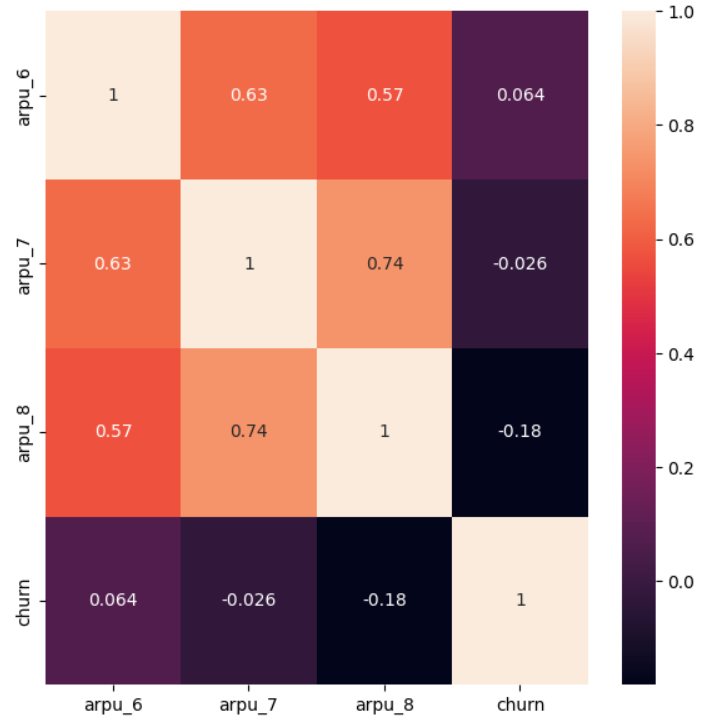 1.0
arpu_6 1 0.63 0.57 0.064
0.8
arpu_7 0.63 1 0.74 -0.026
0.6
0.4
arpu_8 0.57 0.74 1 -0.18
0.2
churn 0.064 -0.026 -0.18 1
0.0
arpu_6 arpu_7 arpu_8 churn